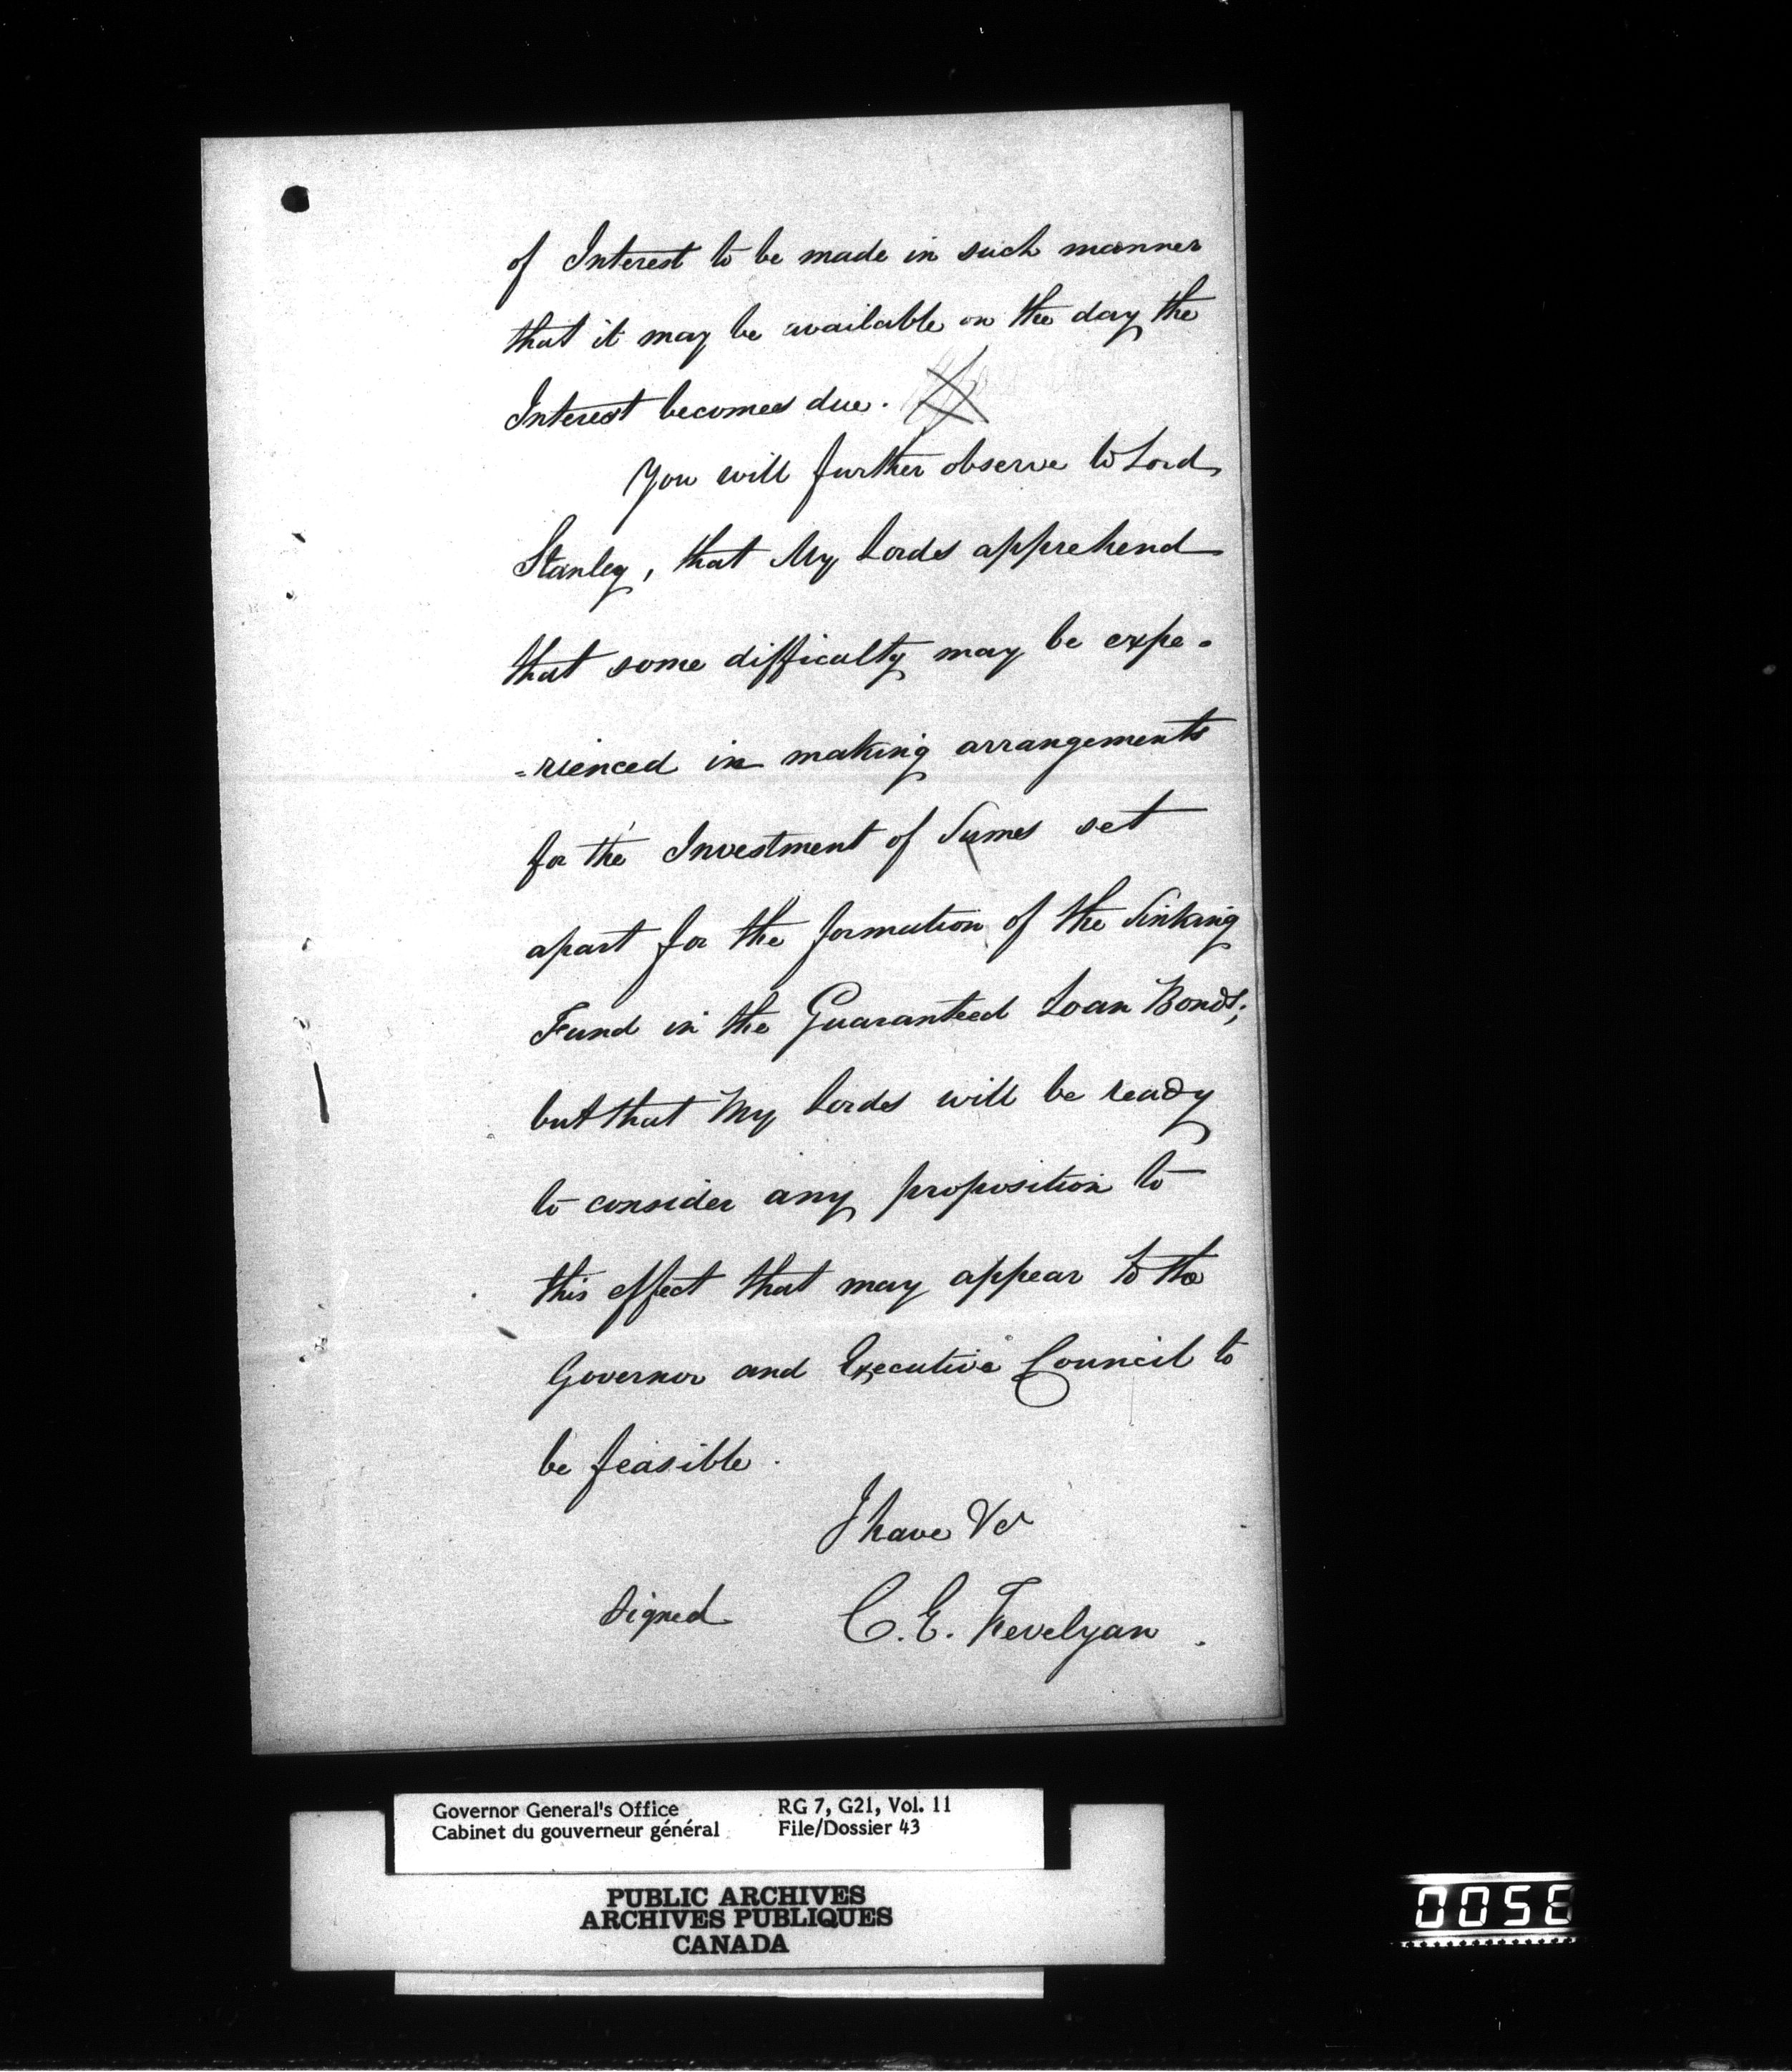 of Interest to be made in such manner
that it may be available on the day the
Interest becomes due.
You will further observe to Lord
Stanley, that My Lords apprehend
that some difficulty may be expe-
=rienced in making arrangements
for the Investment of Sums set
apart for the formation of the Sinking
Fund in the Guaranteed Loan Bonds;
but that My Lords will be ready
to consider any proposition to
this effect that may appear to the
Governor and Executive Council to
be feasible.
I have &c
signed C. E. Trevelyan.
Governor General's Office RG 7, G21, Vol. 11
Cabinet du gouverneur général File/Dossier 43
PUBLIC ARCHIVES
ARCHIVES PUBLIQUES
CANADA